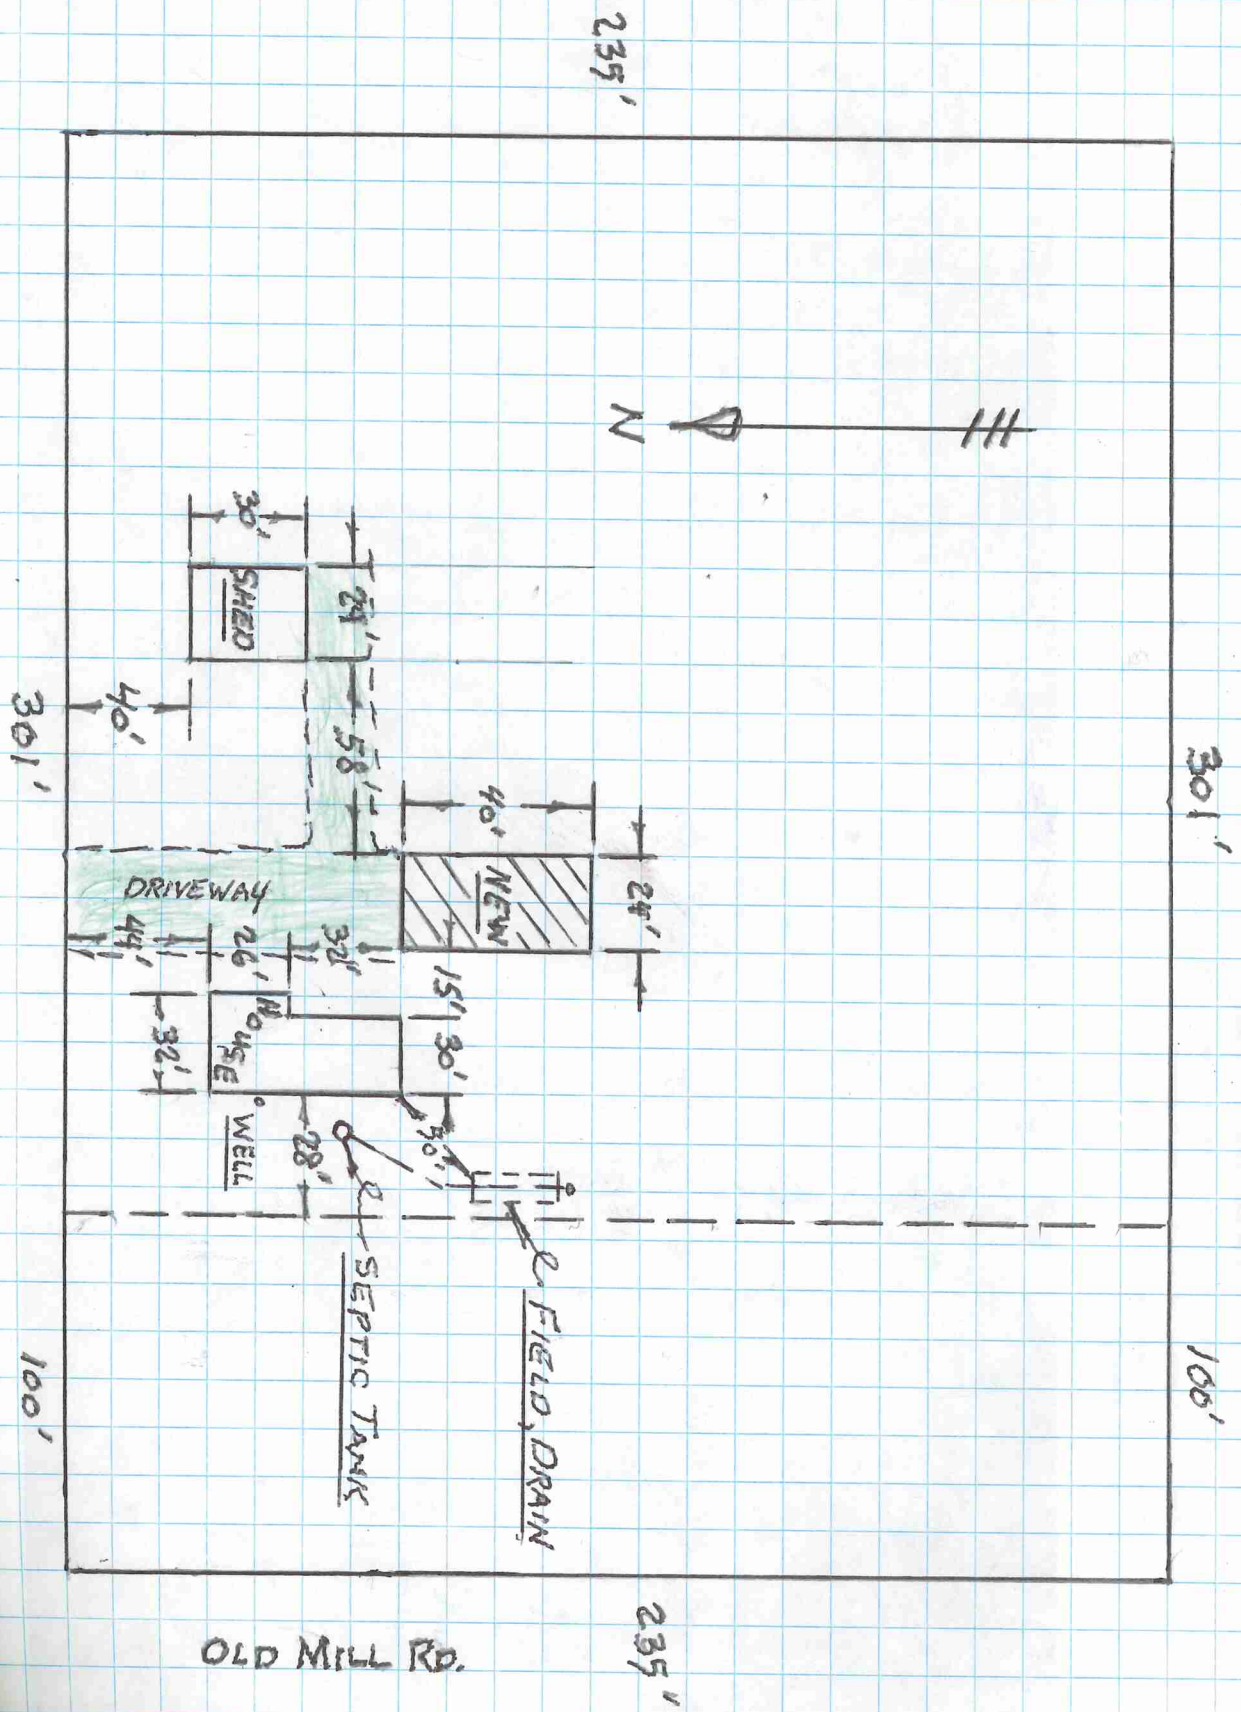 235'
301'
100'
N
30'
SHED
24'
40'
301'
58'
40'
NEW
24'
DRIVEWAY
44'
26'
32'
15'
30'
HOUSE
32'
WELL
28'
50'
SEPTIC TANK
FIELD, DRAIN
100'
235"
OLD MILL RD.